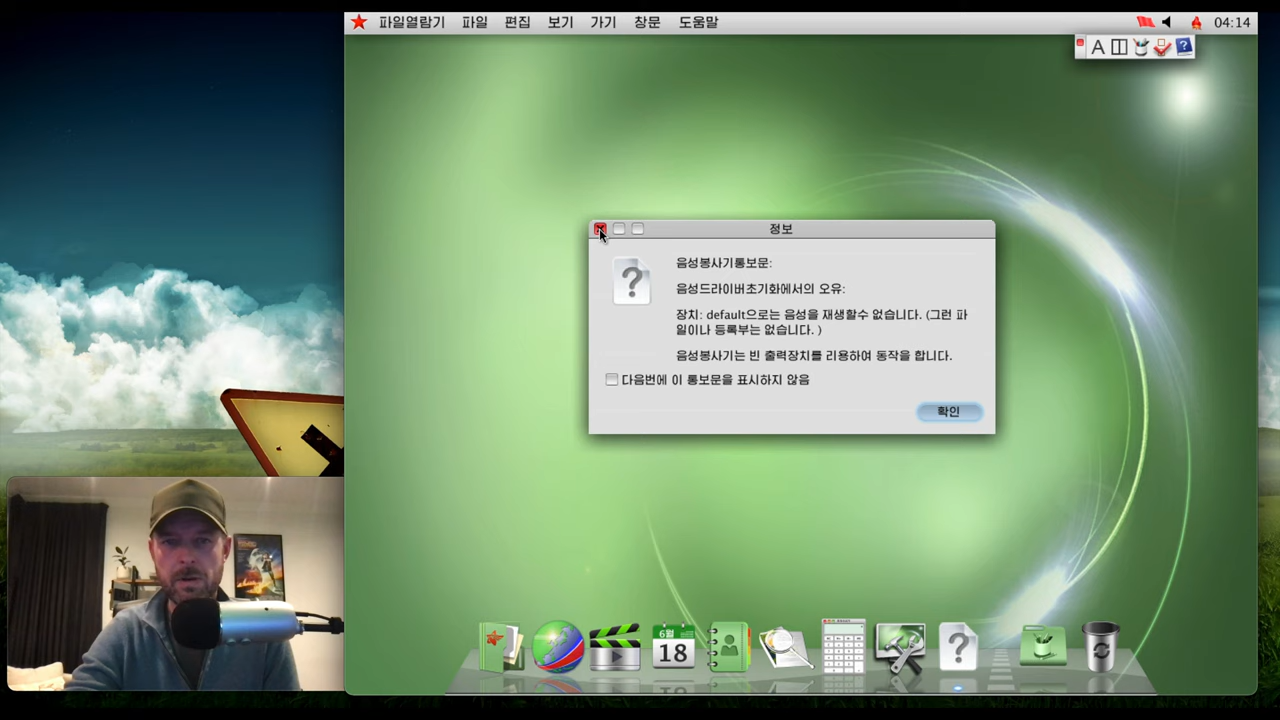 파일열람기 파일 편집 보기 가기 창문 도움말 04:14
A ?
정보
음성봉사기통보문:
음성드라이버초기화에서의 오유:
장치: default으로는 음성을 재생할수 없습니다. (그런 파
일이나 등록부는 없습니다. )
음성봉사기는 빈 출력장치를 리용하여 동작을 합니다.
다음번에 이 통보문을 표시하지 않음
확인
6월
18